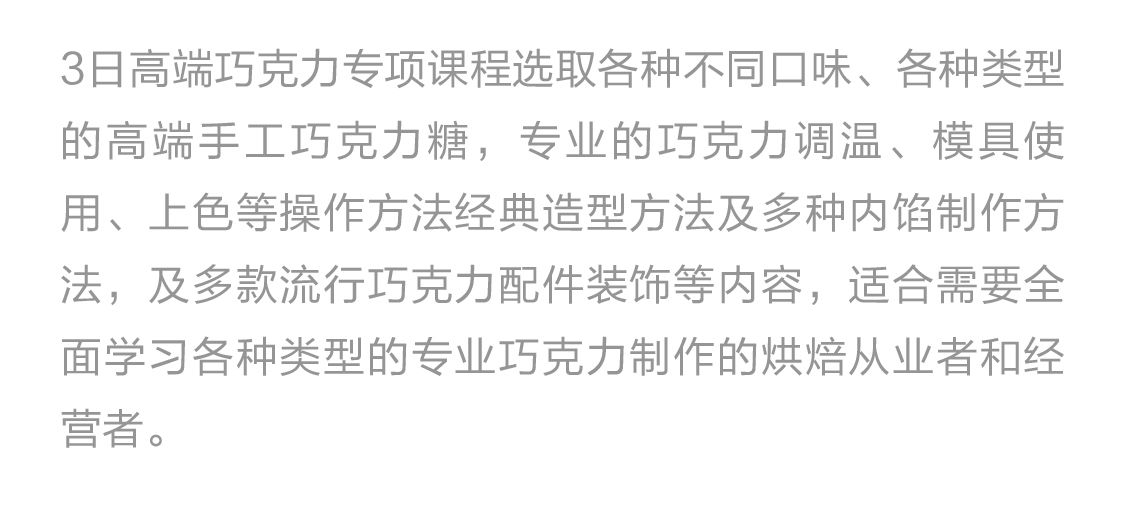 3日高端巧克力专项课程选取各种不同口味、各种类型
的高端手工巧克力糖，专业的巧克力调温、模具使
用、上色等操作方法经典造型方法及多种内馅制作方
法，及多款流行巧克力配件装饰等内容，适合需要全
面学习各种类型的专业巧克力制作的烘焙从业者和经
营者。